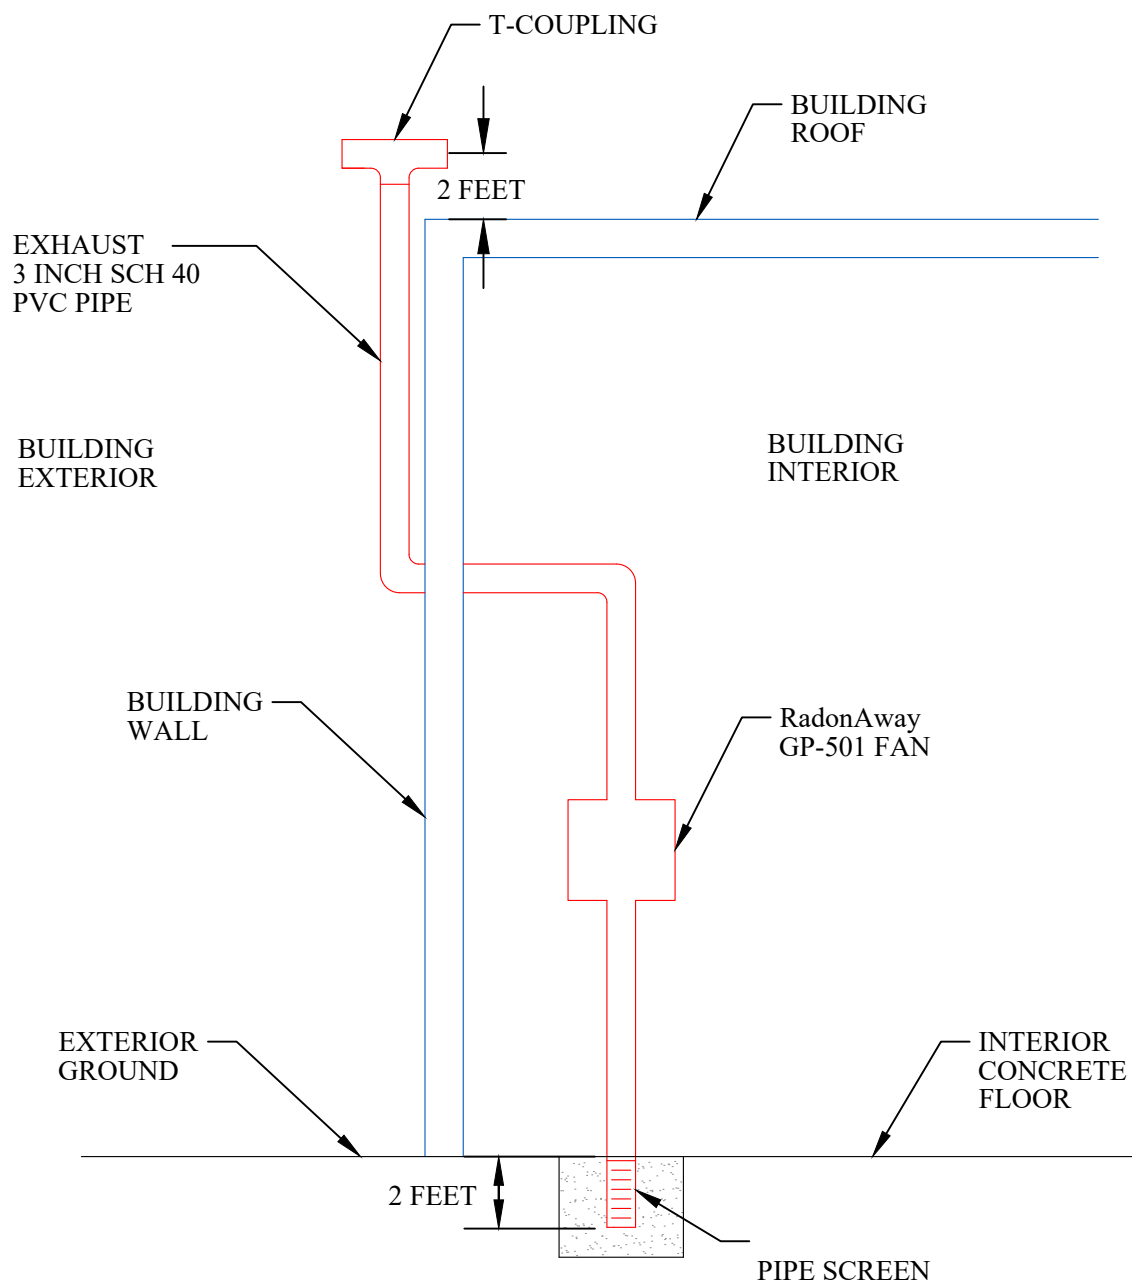 T-COUPLING
BUILDING
ROOF
2 FEET
EXHAUST
3 INCH SCH 40
PVC PIPE
BUILDING
EXTERIOR
BUILDING
INTERIOR
BUILDING
WALL
RadonAway
GP-501 FAN
EXTERIOR
GROUND
INTERIOR
CONCRETE
FLOOR
2 FEET
PIPE SCREEN